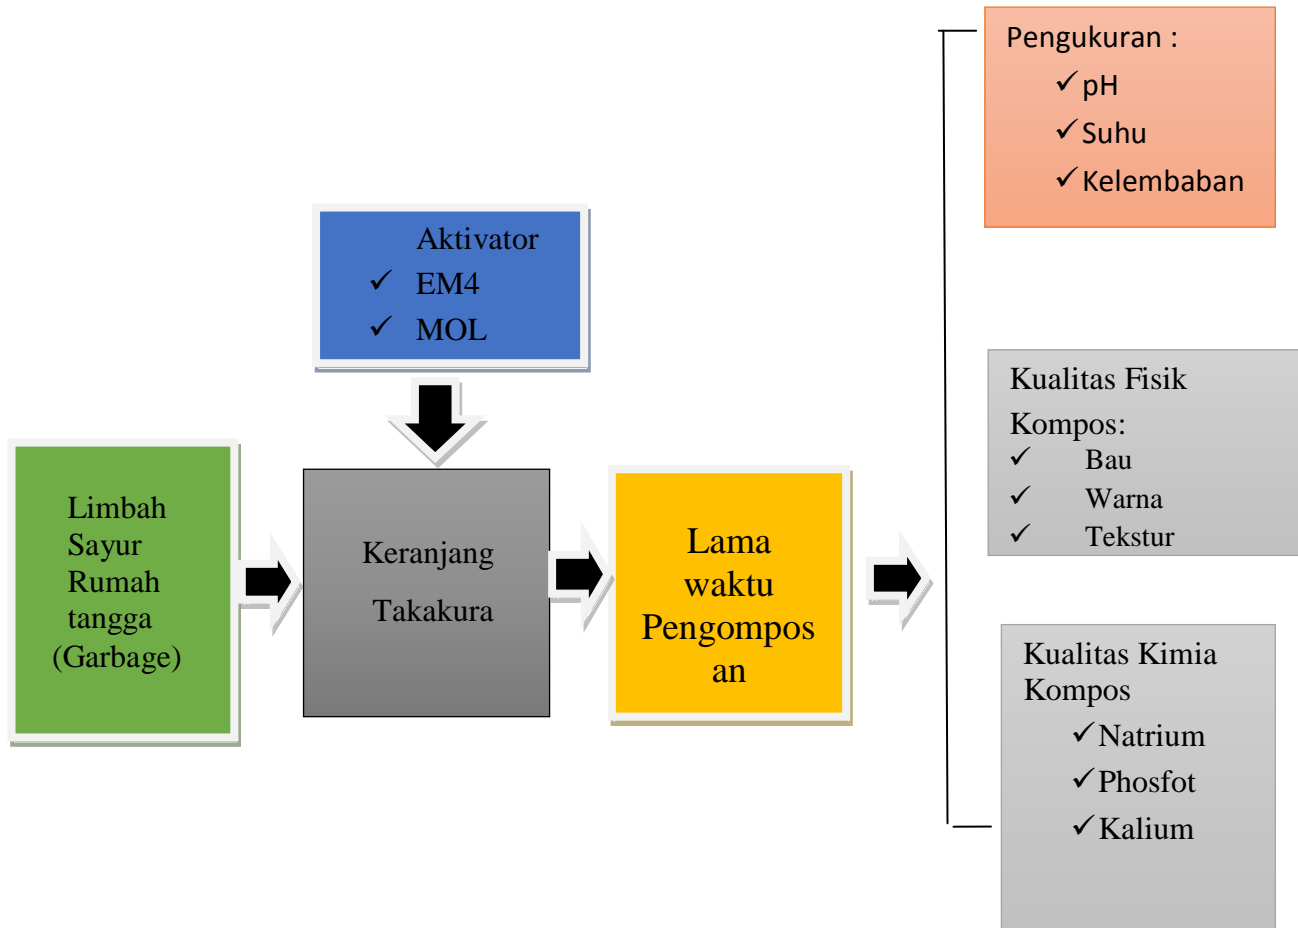 Pengukuran :
✓ pH
✓ Suhu
✓ Kelembaban
Aktivator
✓ EM4
✓ MOL
Limbah
Sayur
Rumah
tangga
(Garbage)
Keranjang
Takakura
Lama
waktu
Pengompos
an
Kualitas Fisik
Kompos:
✓ Bau
✓ Warna
✓ Tekstur
Kualitas Kimia
Kompos
✓ Natrium
✓ Phosfot
✓ Kalium